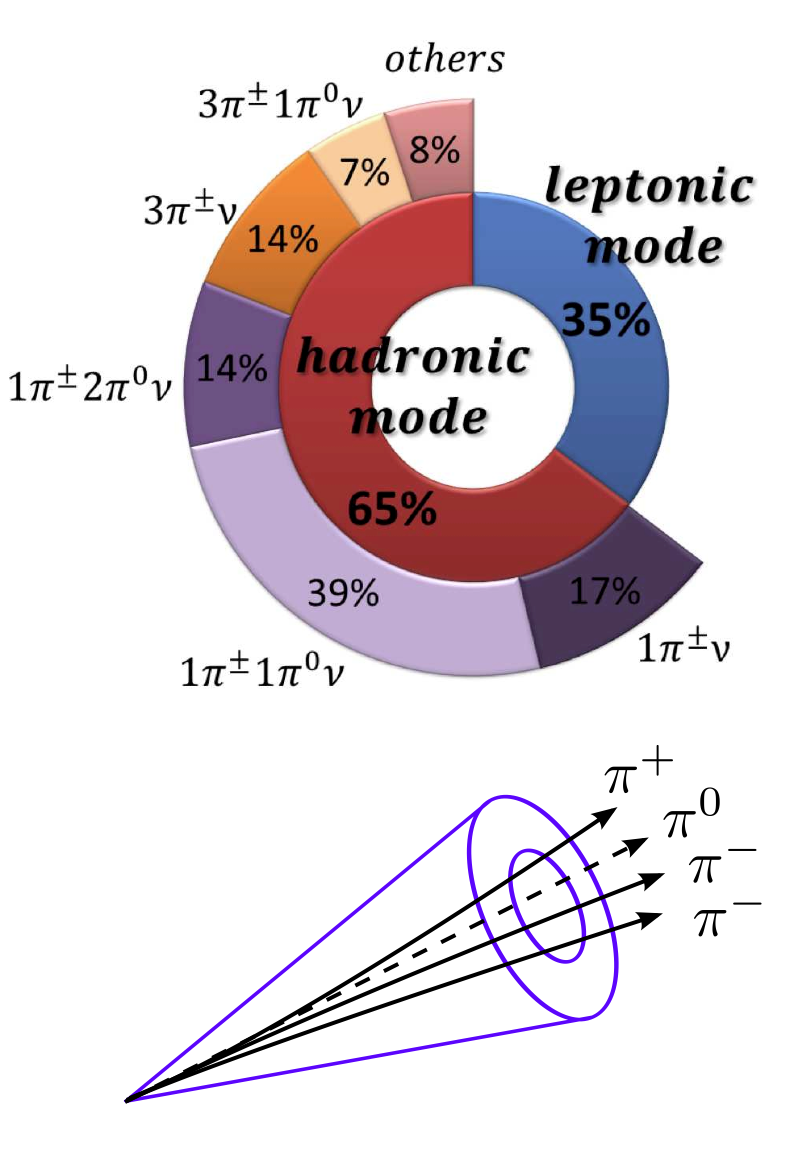 others
3π±1π⁰ν
8%
7%
leptonic
mode
3π±ν
14%
35%
hadronic
mode
1π±2π⁰ν
14%
65%
39%
17%
1π±ν
1π±1π⁰ν
π⁺
π⁰
π⁻
π⁻